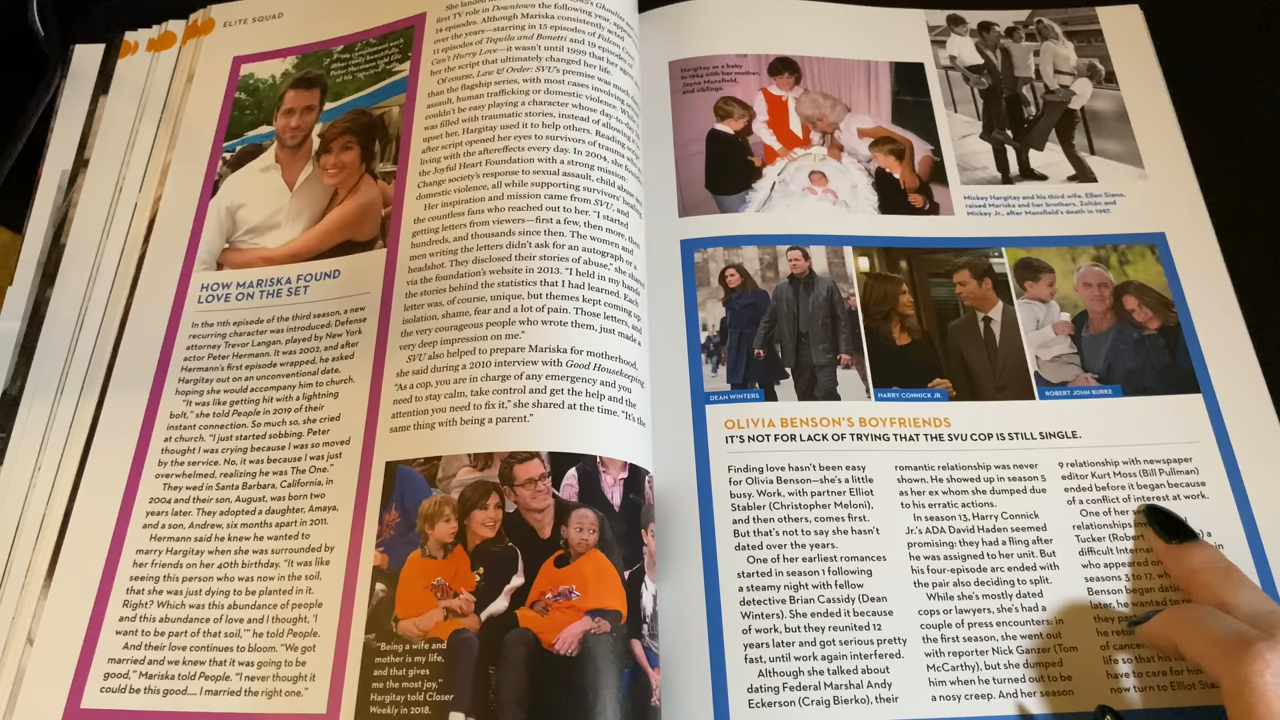 ELITE SQUAD
"We complement each
other really beautifully,"
Peter Hermann told Elle
of his "intuitive" wife.
HOW MARISKA FOUND
LOVE ON THE SET
In the 11th episode of the third season, a new
recurring character was introduced: Defense
attorney Trevor Langan, played by New York
actor Peter Hermann. It was 2002, and after
Hermann's first episode wrapped, he asked
Hargitay out on an unconventional date,
hoping she would accompany him to church.
"It was like getting hit with a lightning
bolt," she told People in 2019 of their
instant connection. So much so, she cried
at church. "I just started sobbing. Peter
thought I was crying because I was so moved
by the service. No, it was because I was just
overwhelmed, realizing he was The One."
They wed in Santa Barbara, California, in
2004 and their son, August, was born two
years later. They adopted a daughter, Amaya,
and a son, Andrew, six months apart in 2011.
Hermann said he knew he wanted to
marry Hargitay when she was surrounded by
her friends on her 40th birthday. "It was like
seeing this person who was now in the soil,
that she was just dying to be planted in it.
Right? Which was this abundance of people
and this abundance of love and I thought, 'I
want to be part of that soil,'" he told People.
And their love continues to bloom. "We got
married and we knew that it was going to be
good," Mariska told People. "I never thought it
could be this good.... I married the right one."
She landed
first TV role in Downtown the following year,
14 episodes. Although Mariska consistently
over the years—starring in 15 episodes of Falcon
11 episodes of Tequila and Bonetti and 19 episodes of
Can't Hurry Love—it wasn't until 1999 that her
her the script that ultimately changed her life.
Of course, Law & Order: SVU's premise was much
than the flagship series, with most cases involving
assault, human trafficking or domestic violence. While
couldn't be easy playing a character whose day-to-day
was filled with traumatic stories, instead of allowing
upset her, Hargitay used it to help others. Reading
after script opened her eyes to survivors of trauma
living with the aftereffects every day. In 2004, she
the Joyful Heart Foundation with a strong mission
Change society's response to sexual assault, child abuse
domestic violence, all while supporting survivors'
Her inspiration and mission came from SVU, and
the countless fans who reached out to her. "I started
getting letters from viewers—first a few, then more, then
hundreds, and thousands since then. The women and
men writing the letters didn't ask for an autograph or a
headshot. They disclosed their stories of abuse," she
via the foundation's website in 2013. "I held in my hands
the stories behind the statistics that I had learned. Each
letter was, of course, unique, but themes kept coming
isolation, shame, fear and a lot of pain. Those letters, and
the very courageous people who wrote them, just made a
very deep impression on me."
SVU also helped to prepare Mariska for motherhood,
she said during a 2010 interview with Good Housekeeping.
"As a cop, you are in charge of any emergency and you
need to stay calm, take control and get the help and the
attention you need to fix it," she shared at the time. "It's the
same thing with being a parent."
"Being a wife and
mother is my life,
and that gives
me the most joy,"
Hargitay told Closer
Weekly in 2018.
Hargitay as a baby
in 1964 with her mother,
Jayne Mansfield,
and siblings.
Mickey Hargitay and his third wife, Ellen Siano,
raised Mariska and her brothers, Zoltán and
Mickey Jr., after Mansfield's death in 1967.
DEAN WINTERS
HARRY CONNICK JR.
ROBERT JOHN BURKE
OLIVIA BENSON'S BOYFRIENDS
IT'S NOT FOR LACK OF TRYING THAT THE SVU COP IS STILL SINGLE.
Finding love hasn't been easy
for Olivia Benson—she's a little
busy. Work, with partner Elliot
Stabler (Christopher Meloni),
and then others, comes first.
But that's not to say she hasn't
dated over the years.
One of her earliest romances
started in season 1 following
a steamy night with fellow
detective Brian Cassidy (Dean
Winters). She ended it because
of work, but they reunited 12
years later and got serious pretty
fast, until work again interfered.
Although she talked about
dating Federal Marshal Andy
Eckerson (Craig Bierko), their
romantic relationship was never
shown. He showed up in season 5
as her ex whom she dumped due
to his erratic actions.
In season 13, Harry Connick
Jr.'s ADA David Haden seemed
promising: they had a fling after
he was assigned to her unit. But
his four-episode arc ended with
the pair also deciding to split.
While she's mostly dated
cops or lawyers, she's had a
couple of press encounters: in
the first season, she went out
with reporter Nick Ganzer (Tom
McCarthy), but she dumped
him when he turned out to be
a nosey creep. And her season
9 relationship with newspaper
editor Kurt Moss (Bill Pullman)
ended before it began because
of a conflict of interest at work.
One of her
relationships
Tucker (Robert a
difficult Internal in
who appeared on
seasons 3 to 17,
Benson began
later, he wanted to
they
he
of cancer
life so that his
have to care for him
now turn to Elliot